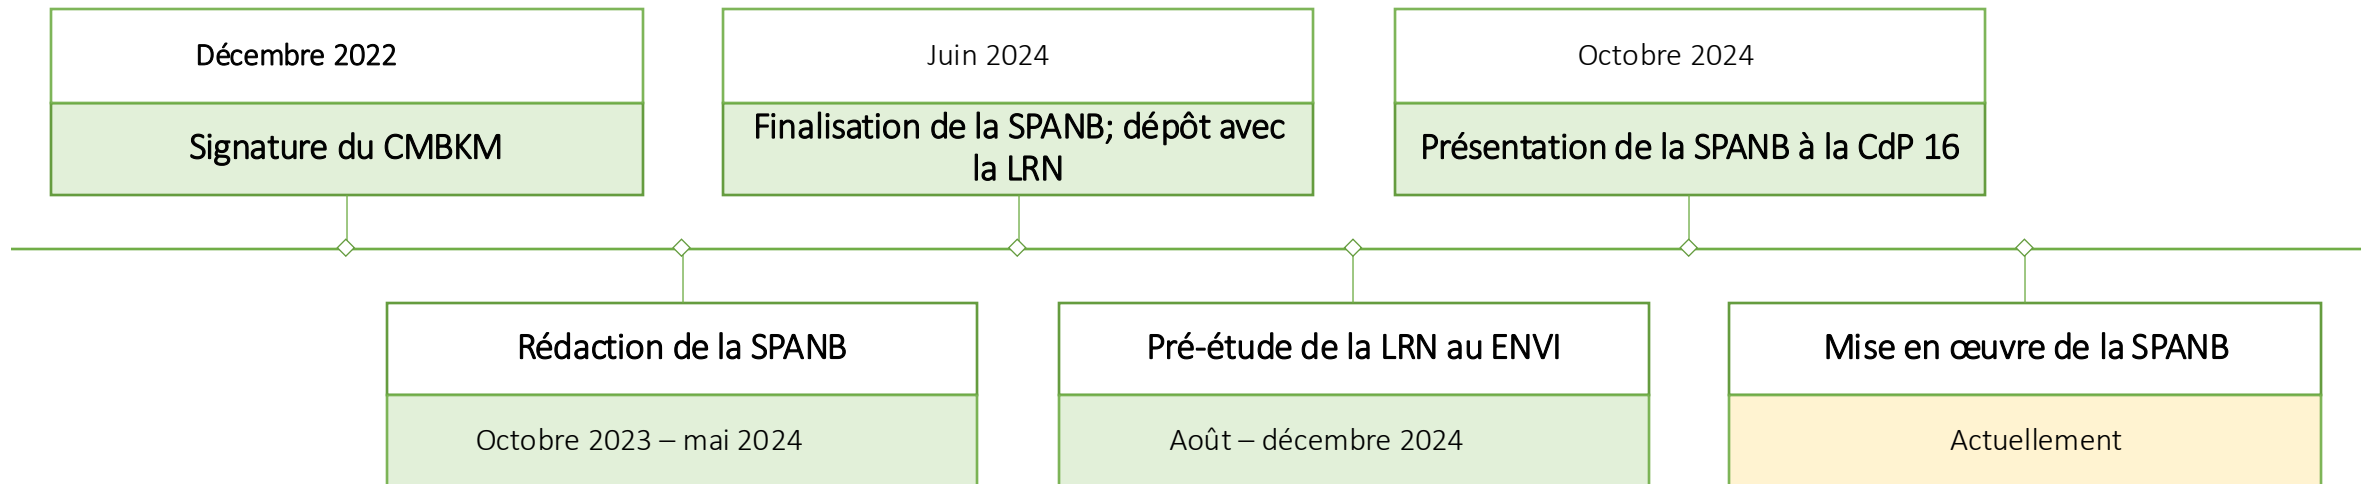 Décembre 2022
Signature du CMBKM
Juin 2024
Finalisation de la SPANB; dépôt avec
la LRN
Octobre 2024
Présentation de la SPANB à la CdP 16
Rédaction de la SPANB
Octobre 2023 – mai 2024
Pré-étude de la LRN au ENVI
Août – décembre 2024
Mise en œuvre de la SPANB
Actuellement